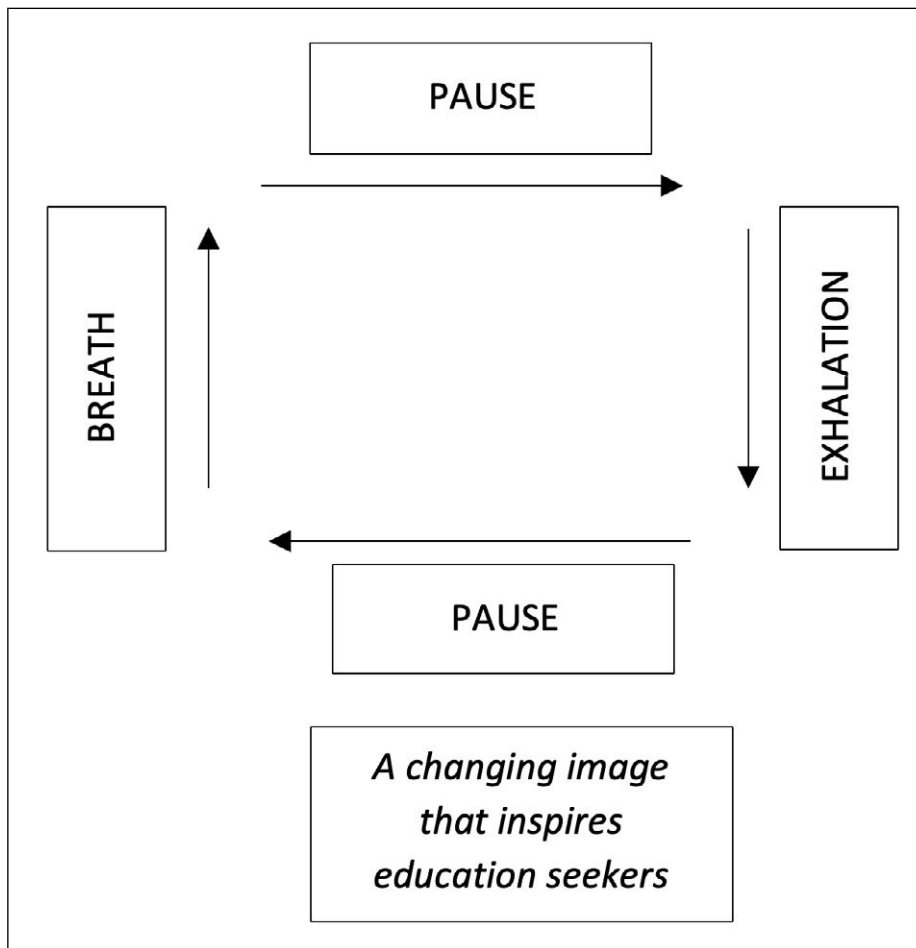 PAUSE
BREATH
EXHALATION
PAUSE
A changing image
that inspires
education seekers